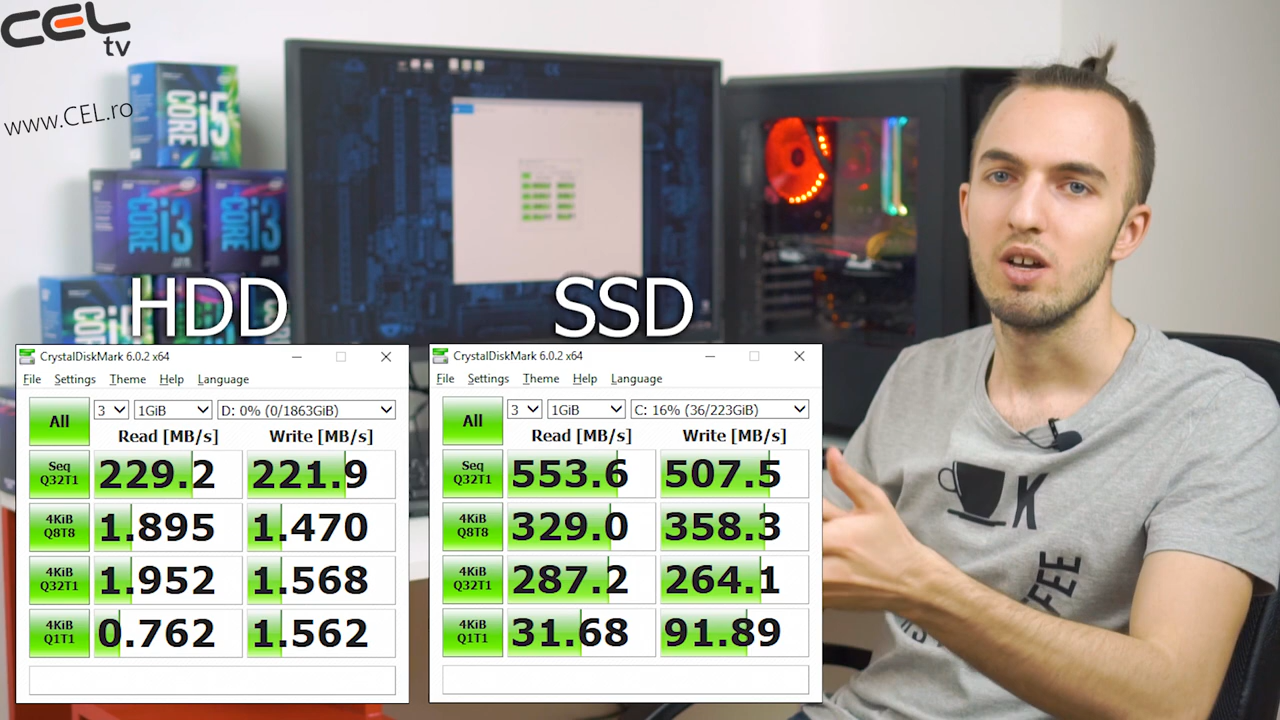 CEL
tv
www.CEL.ro
CORE i5
CORE i3
CORE i3
HDD
SSD
CrystalDiskMark 6.0.2 x64
File Settings Theme Help Language
All 3 1GiB D: 0% (0/1863GiB)
Read [MB/s] Write [MB/s]
Seq
Q32T1 229.2 221.9
4KiB
Q8T8 1.895 1.470
4KiB
Q32T1 1.952 1.568
4KiB
Q1T1 0.762 1.562
CrystalDiskMark 6.0.2 x64
File Settings Theme Help Language
All 3 1GiB C: 16% (36/223GiB)
Read [MB/s] Write [MB/s]
Seq
Q32T1 553.6 507.5
4KiB
Q8T8 329.0 358.3
4KiB
Q32T1 287.2 264.1
4KiB
Q1T1 31.68 91.89
K